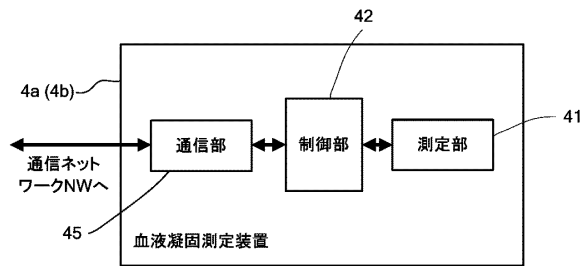 42
4a (4b)
41
通信部
制御部
測定部
通信ネット
ワークNWへ
45
血液凝固測定装置